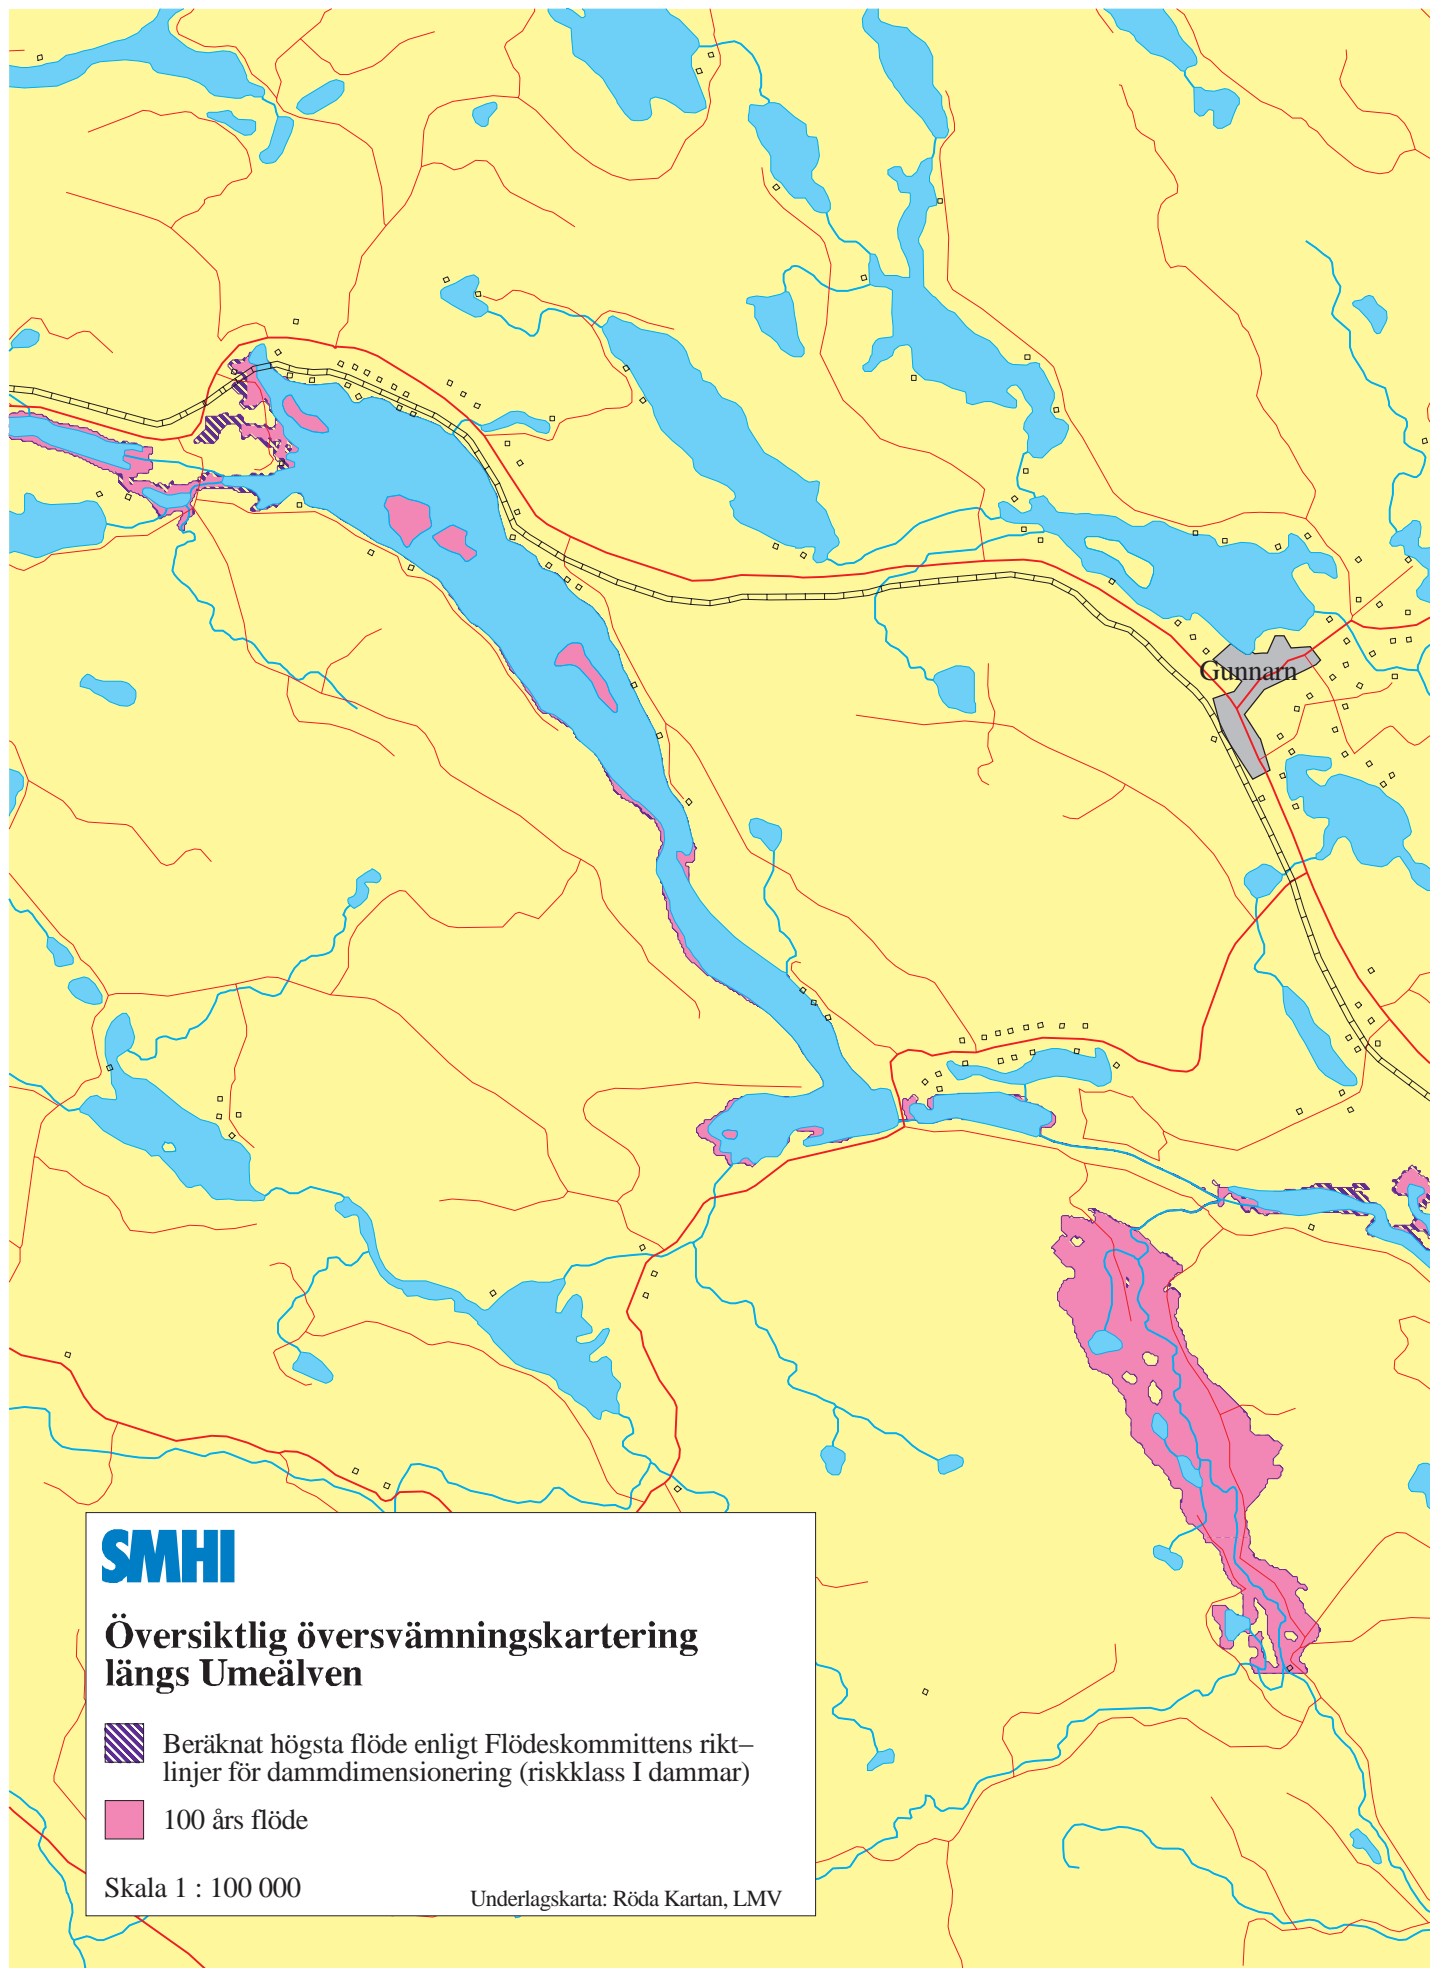 Gunnarn
SMHI
Översiktlig översvämningskartering
längs Umeälven
Beräknat högsta flöde enligt Flödeskommittens rikt–
linjer för dammdimensionering (riskklass I dammar)
100 års flöde
Skala 1 : 100 000
Underlagskarta: Röda Kartan, LMV